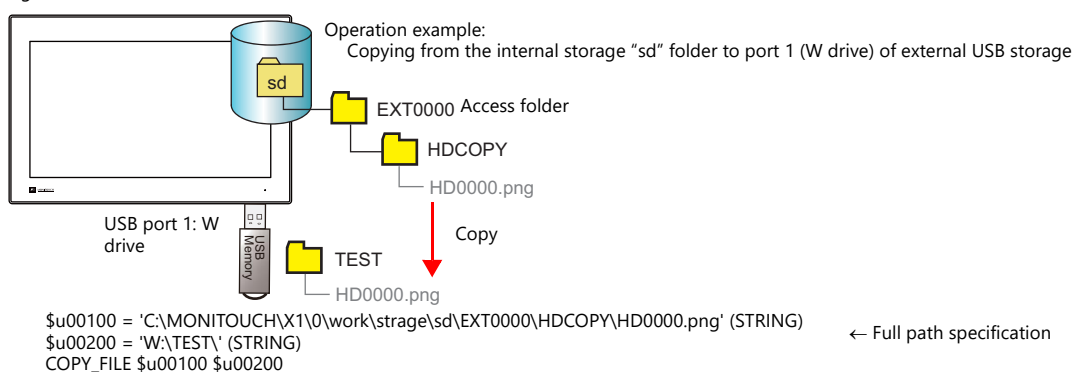 Operation example:
Copying from the internal storage “sd” folder to port 1 (W drive) of external USB storage
sd
EXT0000 Access folder
HDCOPY
HD0000.png
USB port 1: W
drive
USB
Memory
Copy
TEST
HD0000.png
$u00100 = 'C:\MONITOUCH\X1\0\work\strage\sd\EXT0000\HDCOPY\HD0000.png' (STRING)
← Full path specification
$u00200 = 'W:\TEST\' (STRING)
COPY_FILE $u00100 $u00200